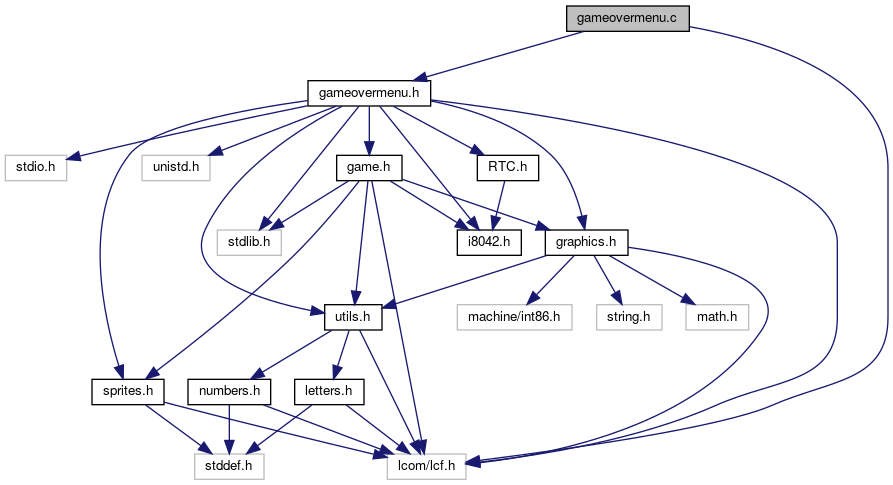 gameovermenu.c
gameovermenu.h
stdio.h
unistd.h
game.h
RTC.h
stdlib.h
i8042.h
graphics.h
utils.h
machine/int86.h
string.h
math.h
sprites.h
numbers.h
letters.h
stddef.h
lcom/lcf.h